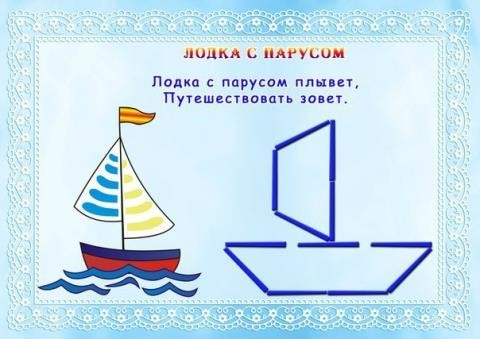 ЛОДКА С ПАРУСОМ
Лодка с парусом плывет,
Путешествовать зовет.